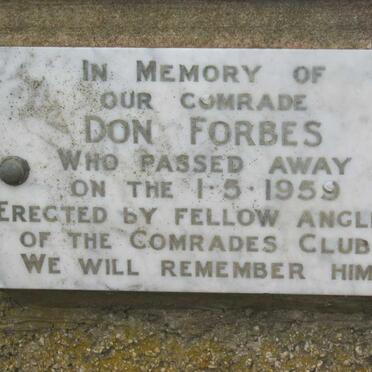 In Memory of
our comrade
Don Forbes
Who passed away
on the 1·5·1959
Erected by fellow angle
of the Comrades Club
We will remember him